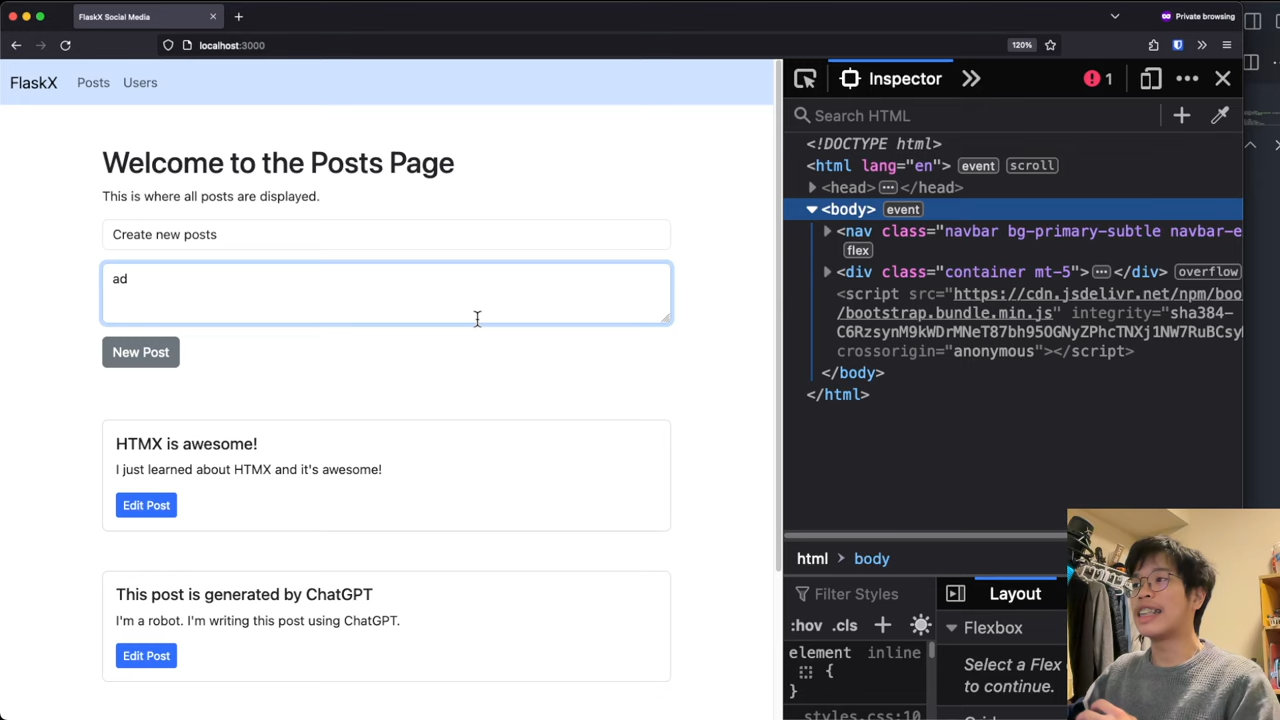 FlaskX Social Media
Private browsing
localhost:3000
120%
FlaskX Posts Users
Welcome to the Posts Page
This is where all posts are displayed.
Create new posts
ad
New Post
HTMX is awesome!
I just learned about HTMX and it's awesome!
Edit Post
This post is generated by ChatGPT
I'm a robot. I'm writing this post using ChatGPT.
Edit Post
Inspector
1
Search HTML
<!DOCTYPE html>
<html lang="en"> event scroll
<head> ••• </head>
<body> event
<nav class="navbar bg-primary-subtle navbar-e
flex
<div class="container mt-5"> ••• </div> overflow
<script src="https://cdn.jsdelivr.net/npm/boo
/bootstrap.bundle.min.js" integrity="sha384-
C6RzsynM9kWDrMNeT87bh95OGNyZPhcTNXj1NW7RuBCsy
crossorigin="anonymous"></script>
</body>
</html>
html > body
Filter Styles
Layout
:hov .cls +
Flexbox
element inline
{
}
Select a Flex
to continue.
styles.css:10